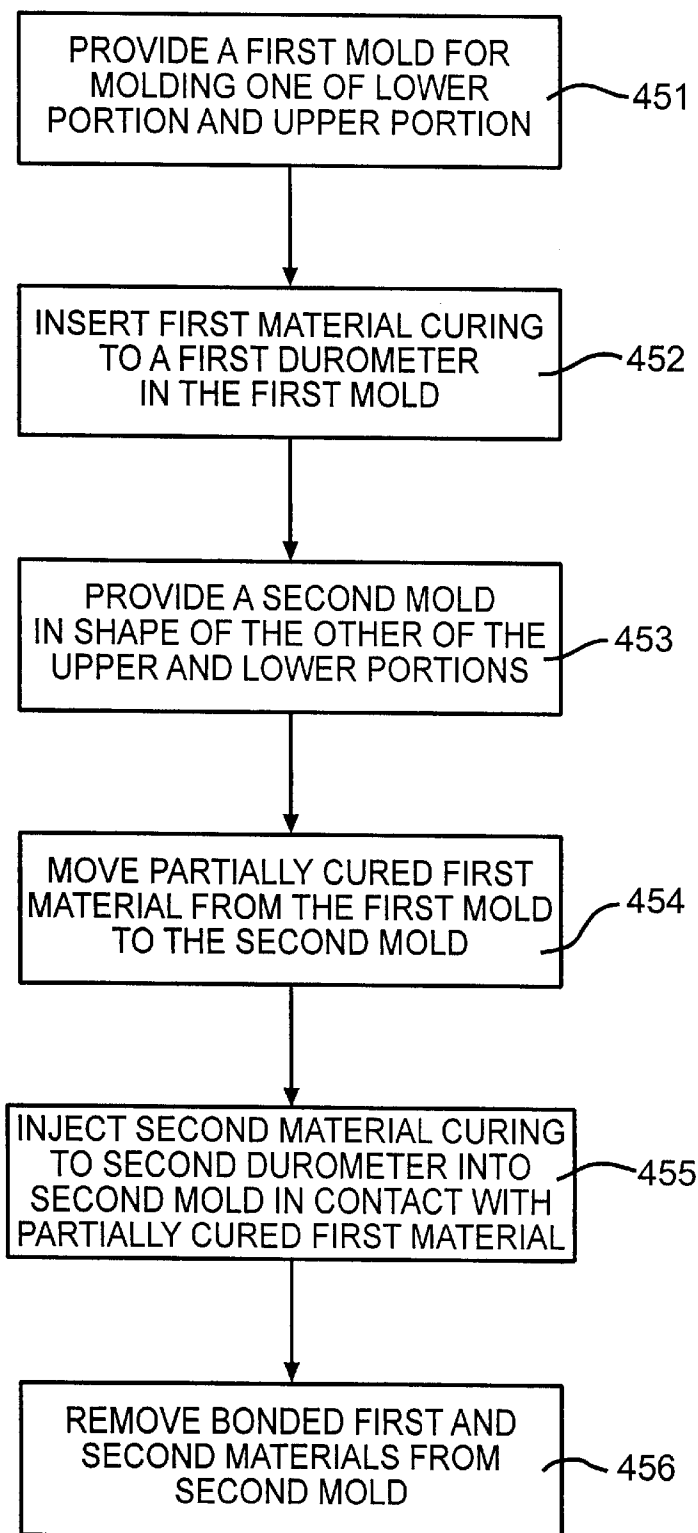 PROVIDE A FIRST MOLD FOR
MOLDING ONE OF LOWER
PORTION AND UPPER PORTION
451
INSERT FIRST MATERIAL CURING
TO A FIRST DUROMETER
IN THE FIRST MOLD
452
PROVIDE A SECOND MOLD
IN SHAPE OF THE OTHER OF THE
UPPER AND LOWER PORTIONS
453
MOVE PARTIALLY CURED FIRST
MATERIAL FROM THE FIRST MOLD
TO THE SECOND MOLD
454
INJECT SECOND MATERIAL CURING
TO SECOND DUROMETER INTO
SECOND MOLD IN CONTACT WITH
PARTIALLY CURED FIRST MATERIAL
455
REMOVE BONDED FIRST AND
SECOND MATERIALS FROM
SECOND MOLD
456